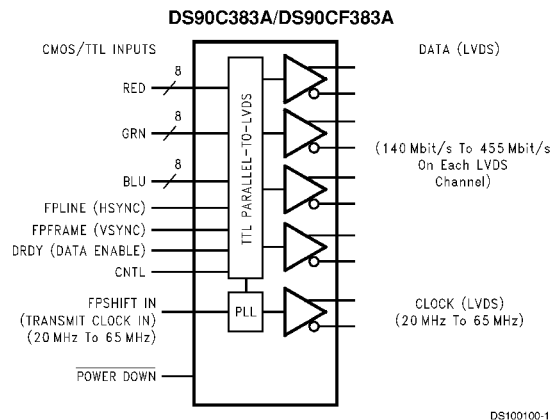 DS90C383A/DS90CF383A
CMOS/TTL INPUTS
DATA (LVDS)
8
RED
8
GRN
(140 Mbit/s To 455 Mbit/s
On Each LVDS
Channel)
8
BLU
FPLINE (HSYNC)
FPFRAME (VSYNC)
DRDY (DATA ENABLE)
CNTL
TTL PARALLEL-TO-LVDS
FPSHIFT IN
(TRANSMIT CLOCK IN)
(20 MHz To 65 MHz)
PLL
CLOCK (LVDS)
(20 MHz To 65 MHz)
POWER DOWN
DS100100-1